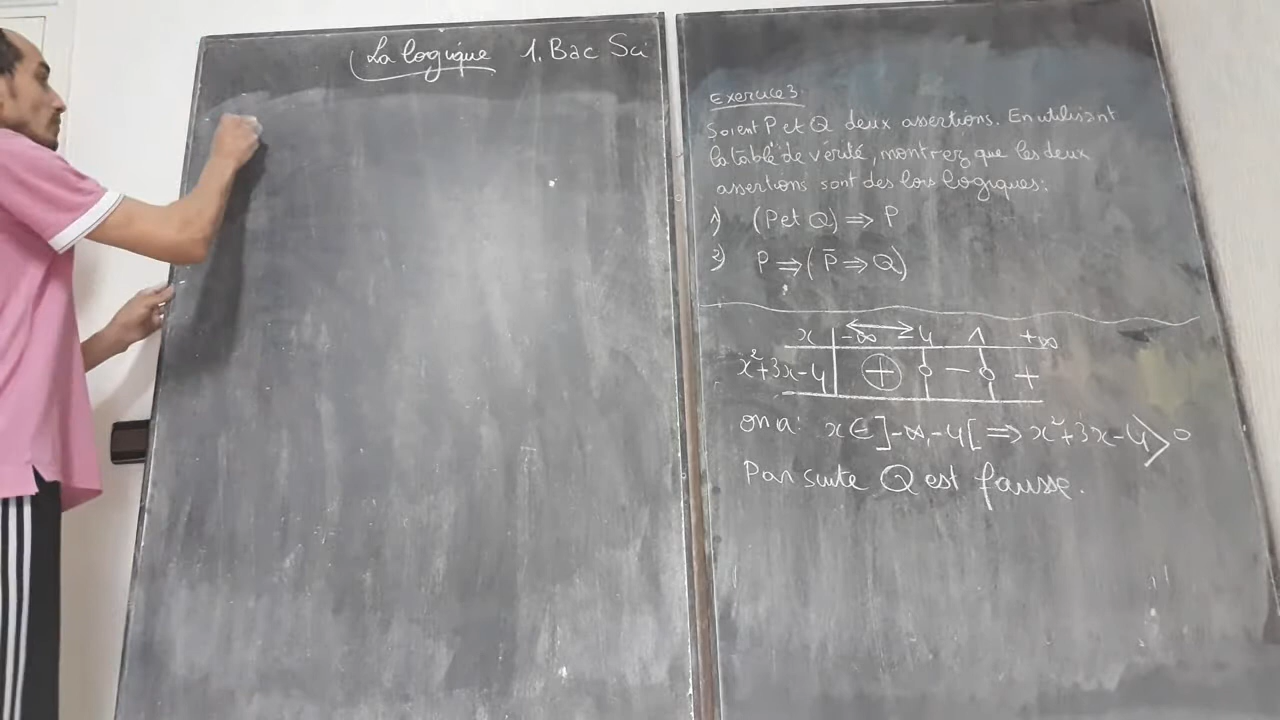 La logique 1. Bac Sci
Exercice 3:
Soient P et Q deux assertions. En utilisant
la table de vérité, montrez que les deux
assertions sont des lois logiques:
1) (P et Q) ⇒ P
2) P ⇒ (P̄ ⇒ Q)
x -∞ -4 1 +∞
x²+3x-4 + 0 - 0 +
on a: x ∈ ]-∞,-4[ ⇒ x²+3x-4 > 0
Par suite Q est fausse.